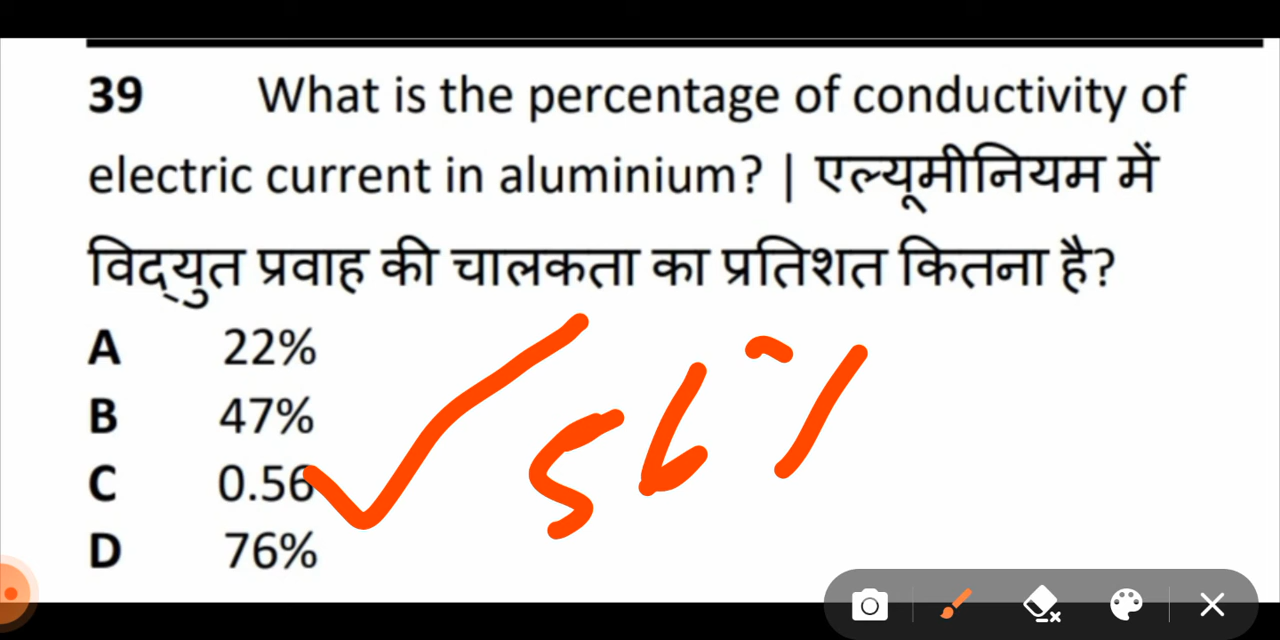 39 What is the percentage of conductivity of
electric current in aluminium? | एल्यूमीनियम में
विद्युत प्रवाह की चालकता का प्रतिशत कितना है?
A 22%
B 47%
C 0.56
56%
D 76%